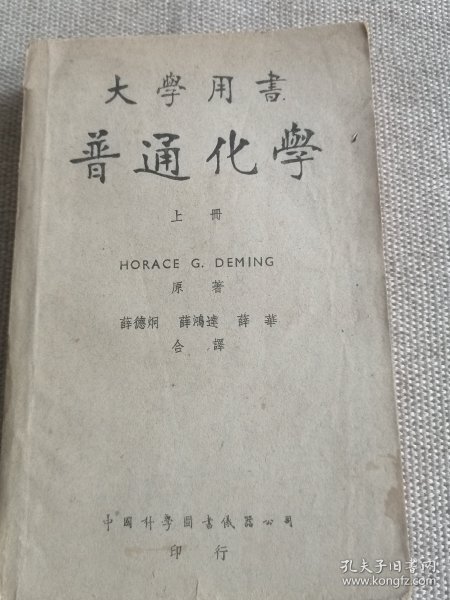 大學用書
普通化學
上冊
HORACE G. DEMING
原著
薛德炯 薛鴻達 薛華
合譯
中國科學圖書儀器公司
印行
孔夫子旧书网
www.kongfz.com